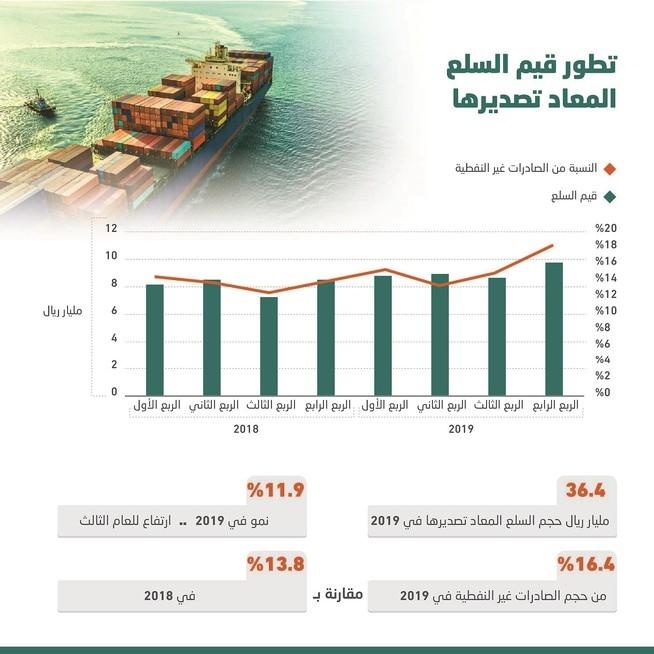 تطور قيم السلع
المعاد تصديرها
النسبة من الصادرات غير النفطية
قيم السلع
12
10
8
6
4
2
0
مليار ريال
%20
%18
%16
%14
%12
%10
%8
%6
%4
%2
%0
الربع الأول الربع الثاني الربع الثالث الربع الرابع الربع الأول الربع الثاني الربع الثالث الربع الرابع
2018 2019
36.4
مليار ريال حجم السلع المعاد تصديرها في 2019
%11.9
نمو في 2019 .. ارتفاع للعام الثالث
%16.4
من حجم الصادرات غير النفطية في 2019
مقارنة بـ
%13.8
في 2018